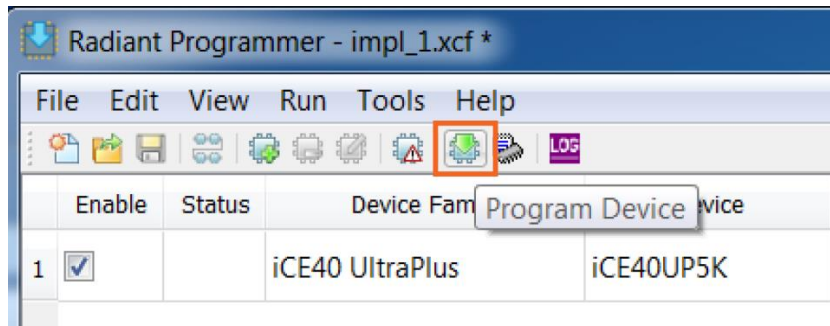 Radiant Programmer - impl_1.xcf *
File Edit View Run Tools Help
LOG
Enable Status Device Fam Program Device vice
1 iCE40 UltraPlus iCE40UP5K